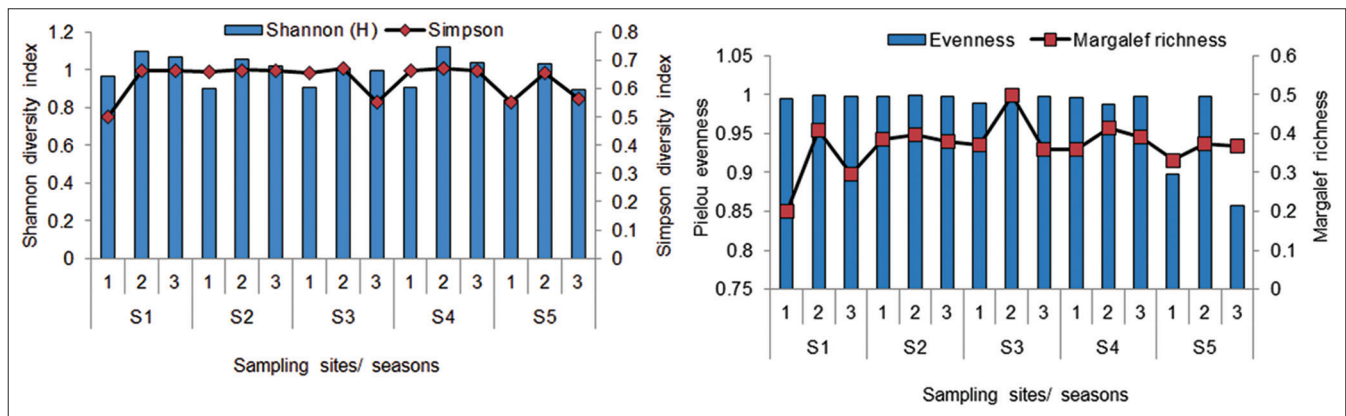 Shannon (H) Simpson
Shannon diversity index
1.2
1
0.8
0.6
0.4
0.2
0
Simpson diversity index
0.8
0.7
0.6
0.5
0.4
0.3
0.2
0.1
0
1 2 3 1 2 3 1 2 3 1 2 3 1 2 3
S1 S2 S3 S4 S5
Sampling sites/ seasons
Evenness Margalef richness
Pielou evenness
1.05
1
0.95
0.9
0.85
0.8
0.75
Margalef richness
0.6
0.5
0.4
0.3
0.2
0.1
0
1 2 3 1 2 3 1 2 3 1 2 3 1 2 3
S1 S2 S3 S4 S5
Sampling sites/ seasons